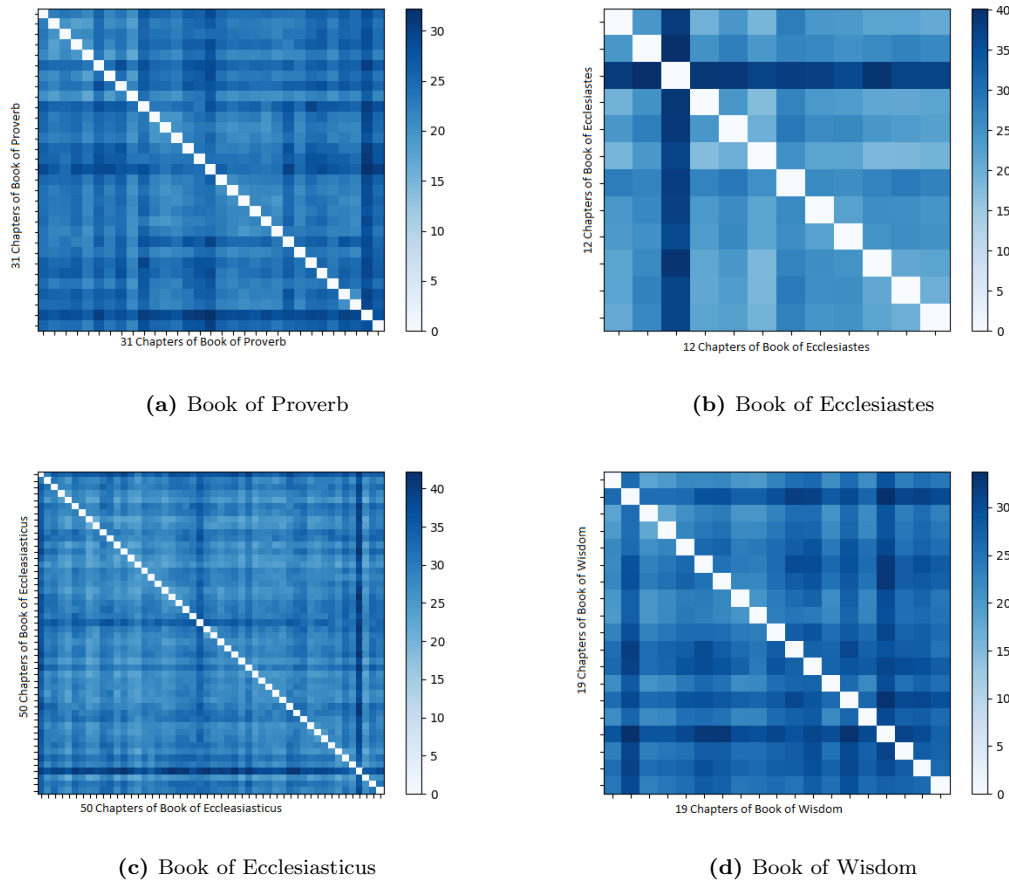 30
25
20
15
10
5
0
31 Chapters of Book of Proverb
31 Chapters of Book of Proverb
(a) Book of Proverb
40
35
30
25
20
15
10
5
0
12 Chapters of Book of Ecclesiastes
12 Chapters of Book of Ecclesiastes
(b) Book of Ecclesiastes
40
35
30
25
20
15
10
5
0
50 Chapters of Book of Eccleasiasticus
50 Chapters of Book of Eccleasiasticus
(c) Book of Ecclesiasticus
30
25
20
15
10
5
0
19 Chapters of Book of Wisdom
19 Chapters of Book of Wisdom
(d) Book of Wisdom